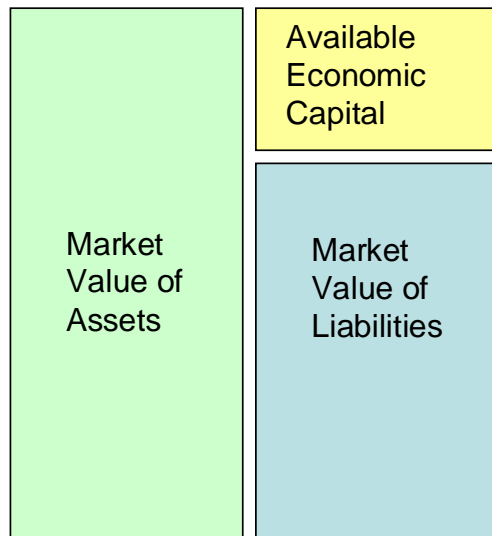 Available
Economic
Capital
Market
Value of
Assets
Market
Value of
Liabilities